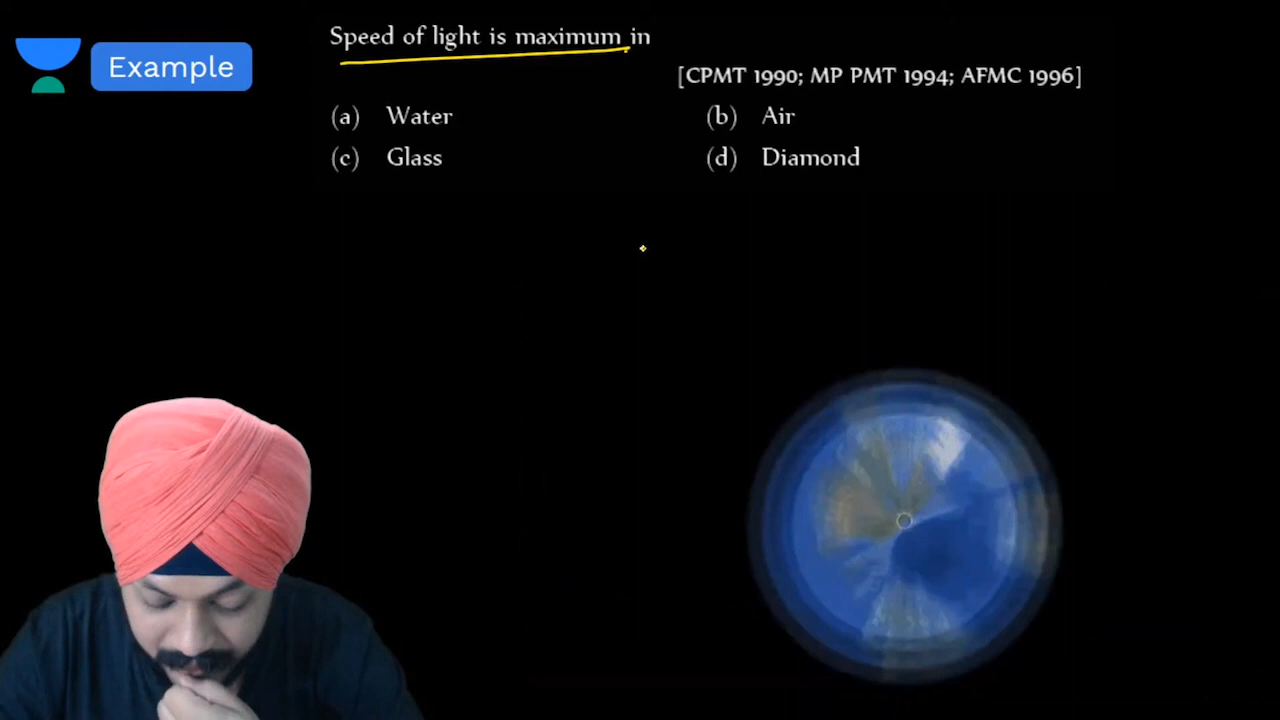 Example
Speed of light is maximum in
[CPMT 1990; MP PMT 1994; AFMC 1996]
(a) Water (b) Air
(c) Glass (d) Diamond